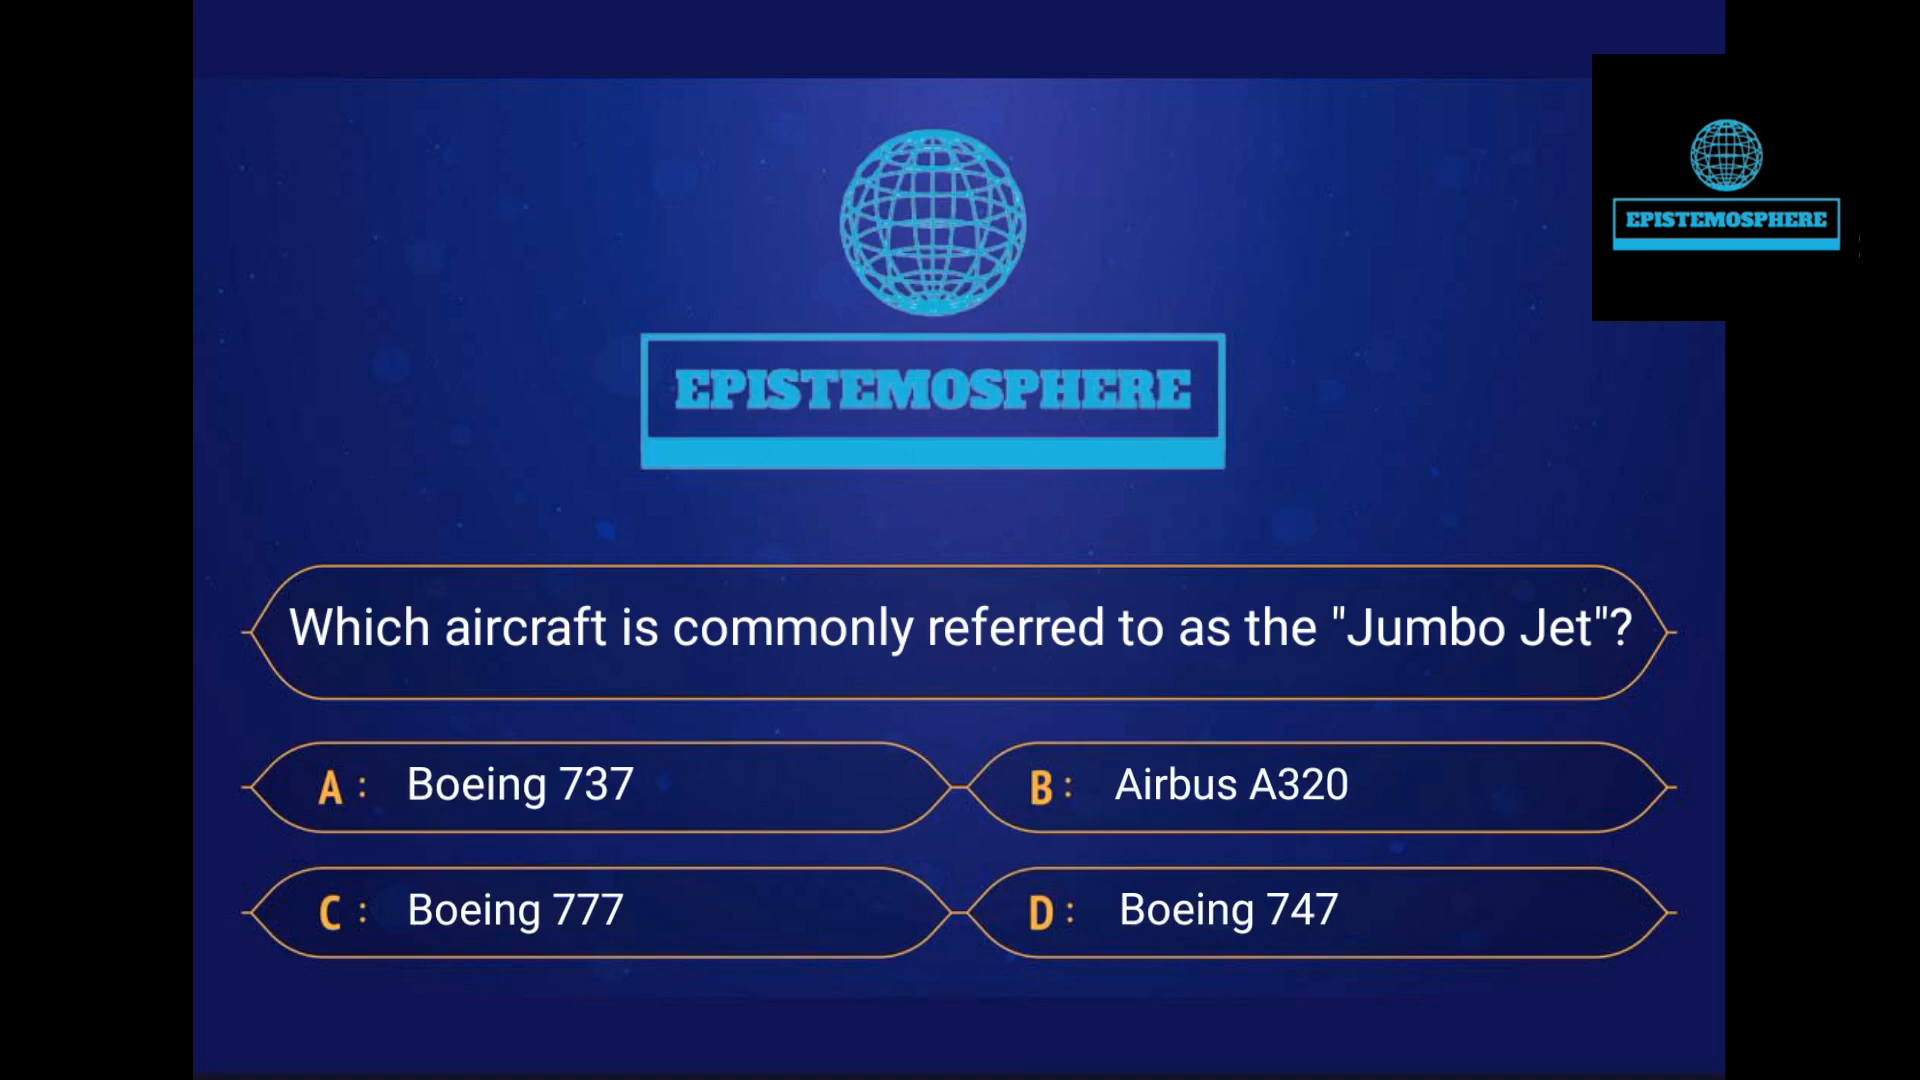 EPISTEMOSPHERE
EPISTEMOSPHERE
Which aircraft is commonly referred to as the "Jumbo Jet"?
A : Boeing 737
B : Airbus A320
C : Boeing 777
D : Boeing 747